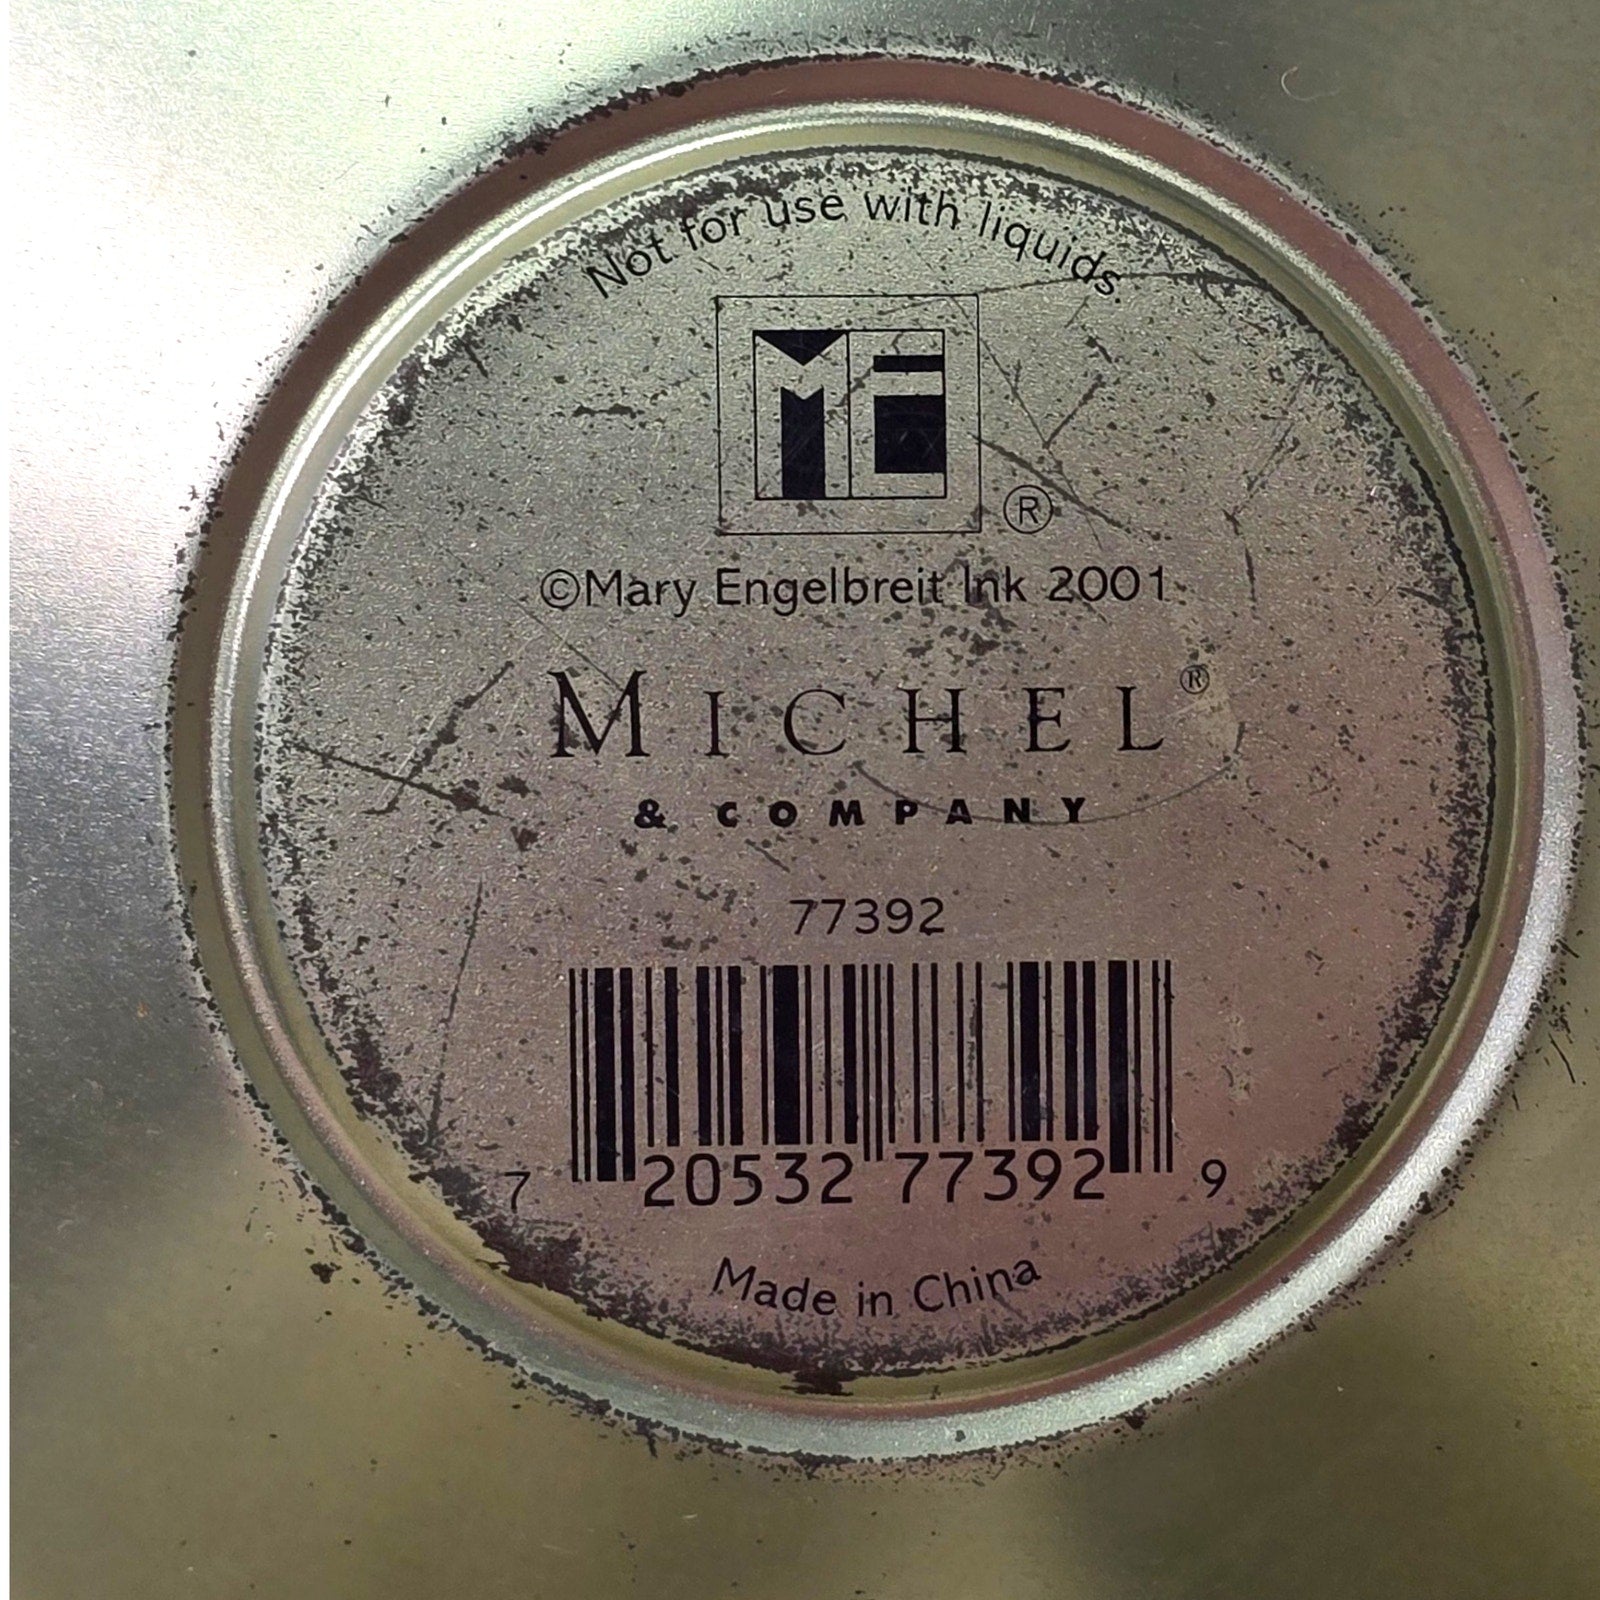 Not for use with liquids.
ME®
©Mary Engelbreit Ink 2001
MICHEL®
& COMPANY
77392
7 20532 77392 9
Made in China